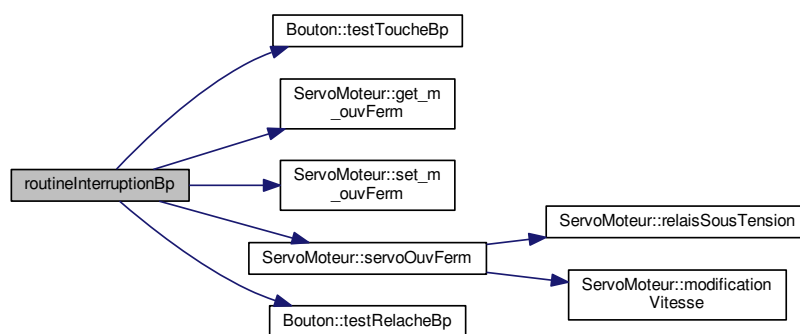 Bouton::testToucheBp
ServoMoteur::get_m
_ouvFerm
routineInterruptionBp
ServoMoteur::set_m
_ouvFerm
ServoMoteur::servoOuvFerm
ServoMoteur::relaisSousTension
ServoMoteur::modification
Vitesse
Bouton::testRelacheBp